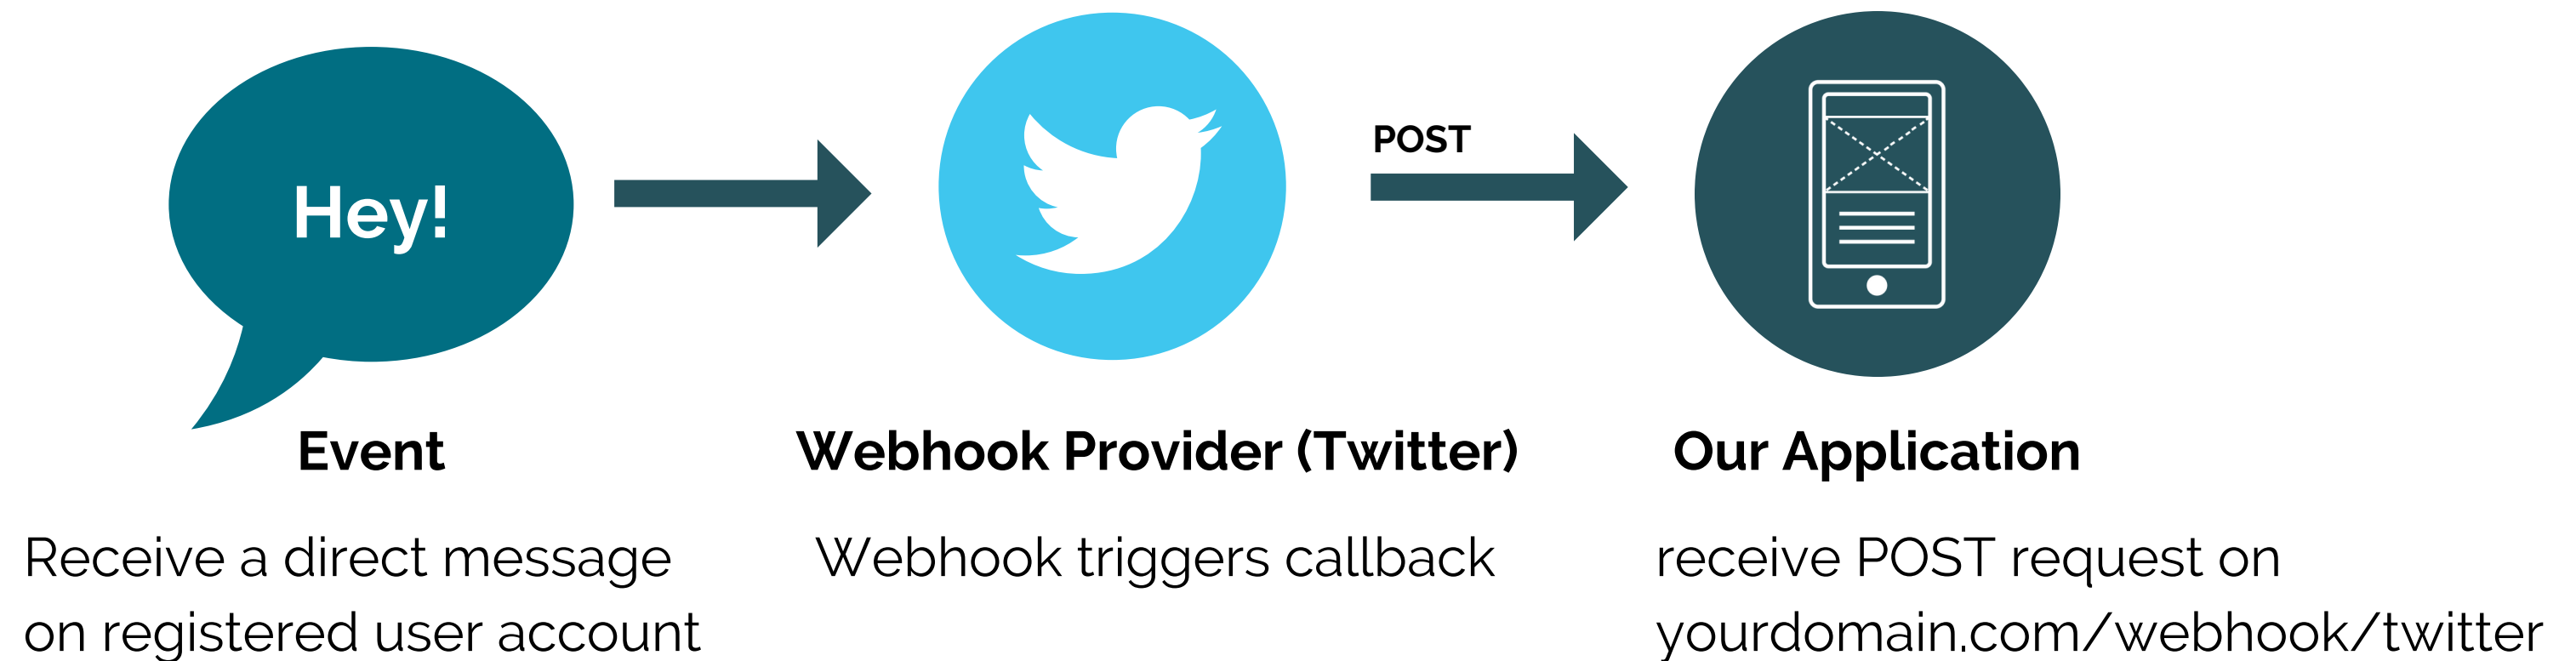 Hey!
POST
Event
Webhook Provider (Twitter)
Our Application
Receive a direct message
on registered user account
Webhook triggers callback
receive POST request on
yourdomain.com/webhook/twitter